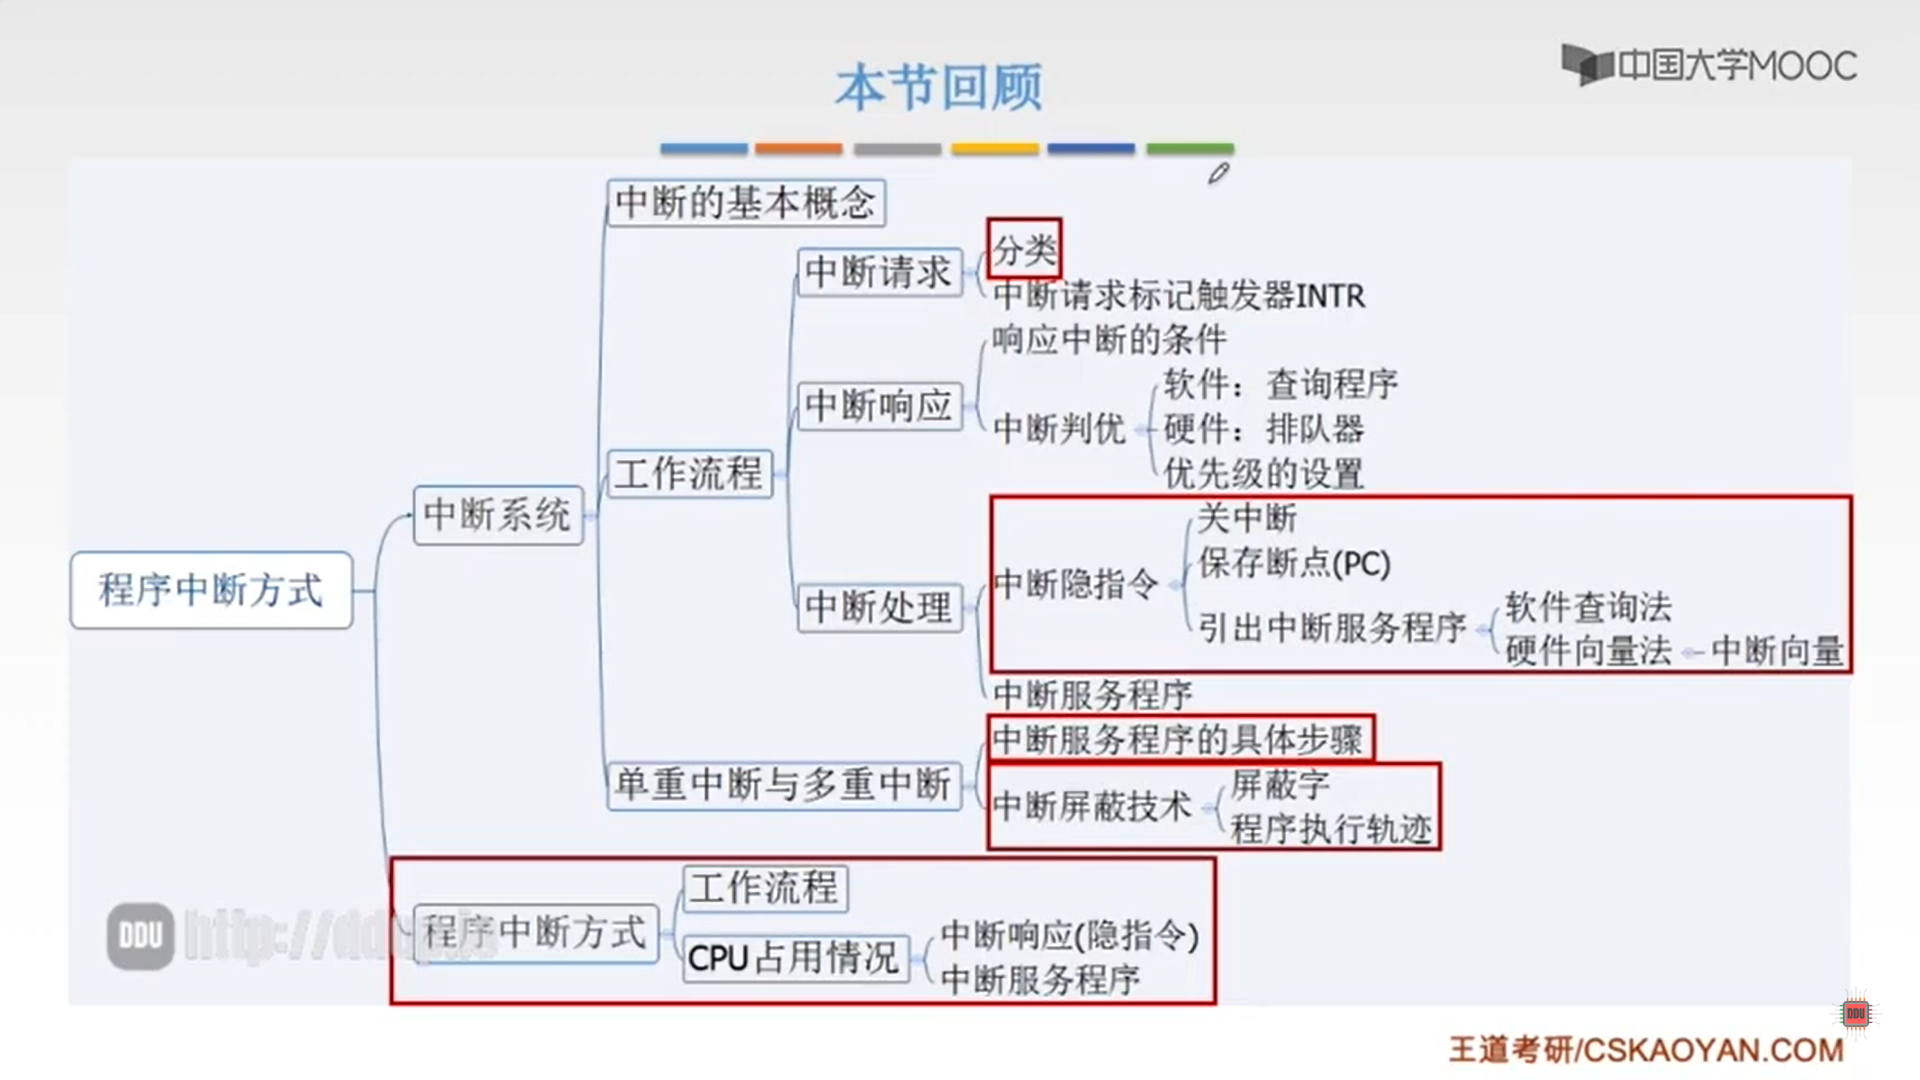 中国大学MOOC
本节回顾
中断的基本概念
分类
中断请求
中断请求标记触发器INTR
响应中断的条件
软件：查询程序
中断响应
中断判优
硬件：排队器
优先级的设置
工作流程
中断系统
关中断
保存断点(PC)
中断隐指令
程序中断方式
中断处理
引出中断服务程序
软件查询法
硬件向量法
中断向量
中断服务程序
中断服务程序的具体步骤
单重中断与多重中断
屏蔽字
中断屏蔽技术
程序执行轨迹
工作流程
DDU
程序中断方式
CPU占用情况
中断响应(隐指令)
中断服务程序
DDU
王道考研/CSKAOYAN.COM